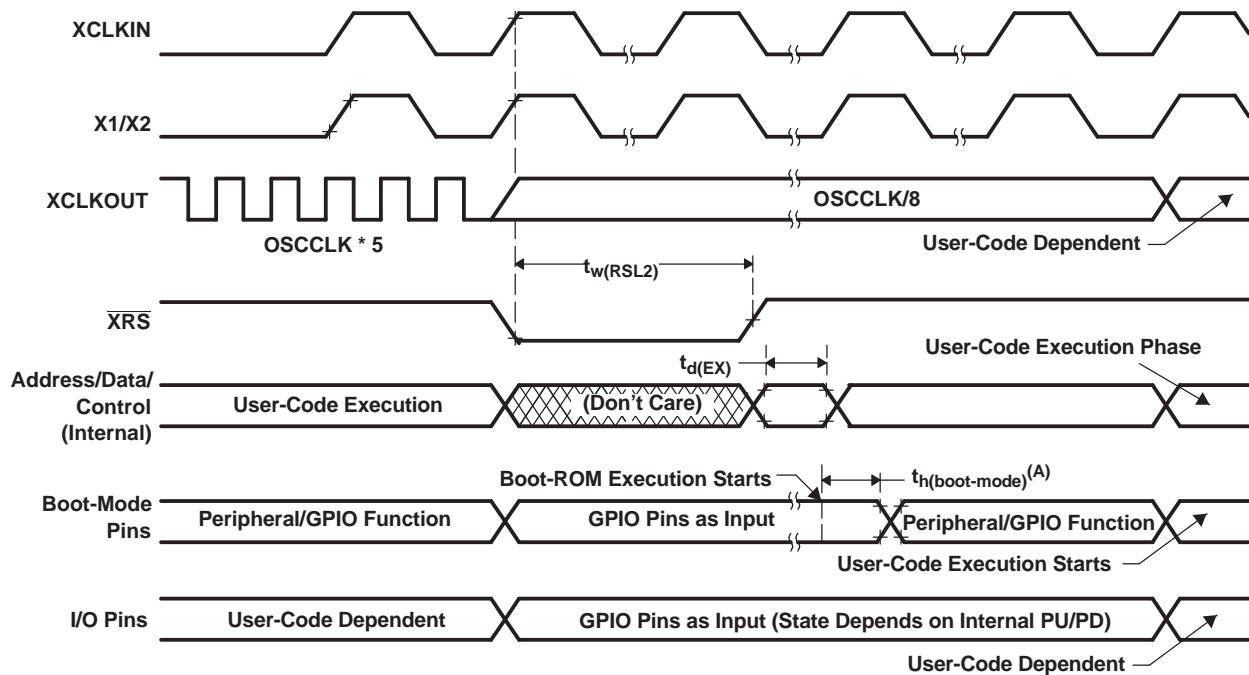 XCLKIN
X1/X2
XCLKOUT
OSCCLK/8
OSCCLK * 5
User-Code Dependent
tw(RSL2)
XRS
User-Code Execution Phase
td(EX)
Address/Data/
Control
(Internal)
User-Code Execution
(Don't Care)
Boot-ROM Execution Starts
th(boot-mode)(A)
Boot-Mode
Pins
Peripheral/GPIO Function
GPIO Pins as Input
Peripheral/GPIO Function
User-Code Execution Starts
I/O Pins
User-Code Dependent
GPIO Pins as Input (State Depends on Internal PU/PD)
User-Code Dependent